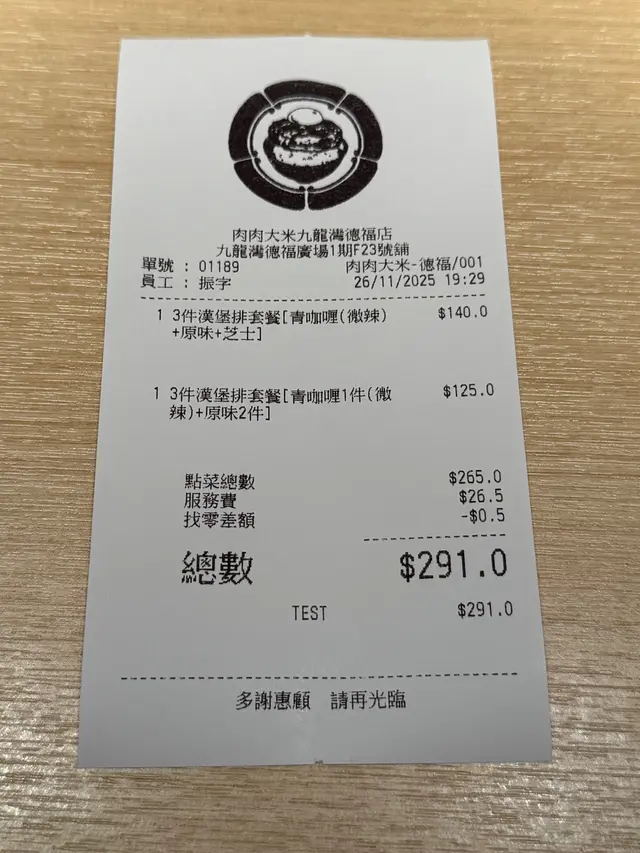 肉肉大米九龍灣德福店
九龍灣德福廣場1期F23號舖
單號 : 01189 肉肉大米-德福/001
員工 : 振宇 26/11/2025 19:29
1 3件漢堡排套餐[青咖喱(微辣) $140.0
+原味+芝士]
1 3件漢堡排套餐[青咖喱1件(微 $125.0
辣)+原味2件]
點菜總數 $265.0
服務費 $26.5
找零差額 -$0.5
總數 $291.0
TEST $291.0
多謝惠顧 請再光臨